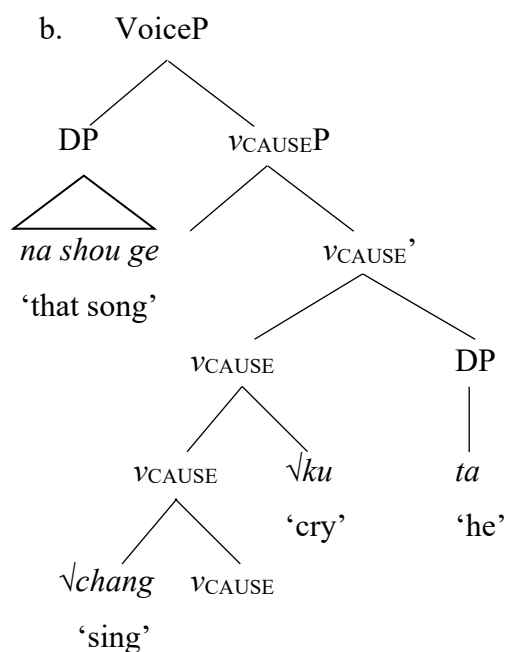 b. VoiceP
DP vCAUSEP
na shou ge vCAUSE’
‘that song’
vCAUSE DP
vCAUSE √ku ta
‘cry’ ‘he’
√chang vCAUSE
‘sing’